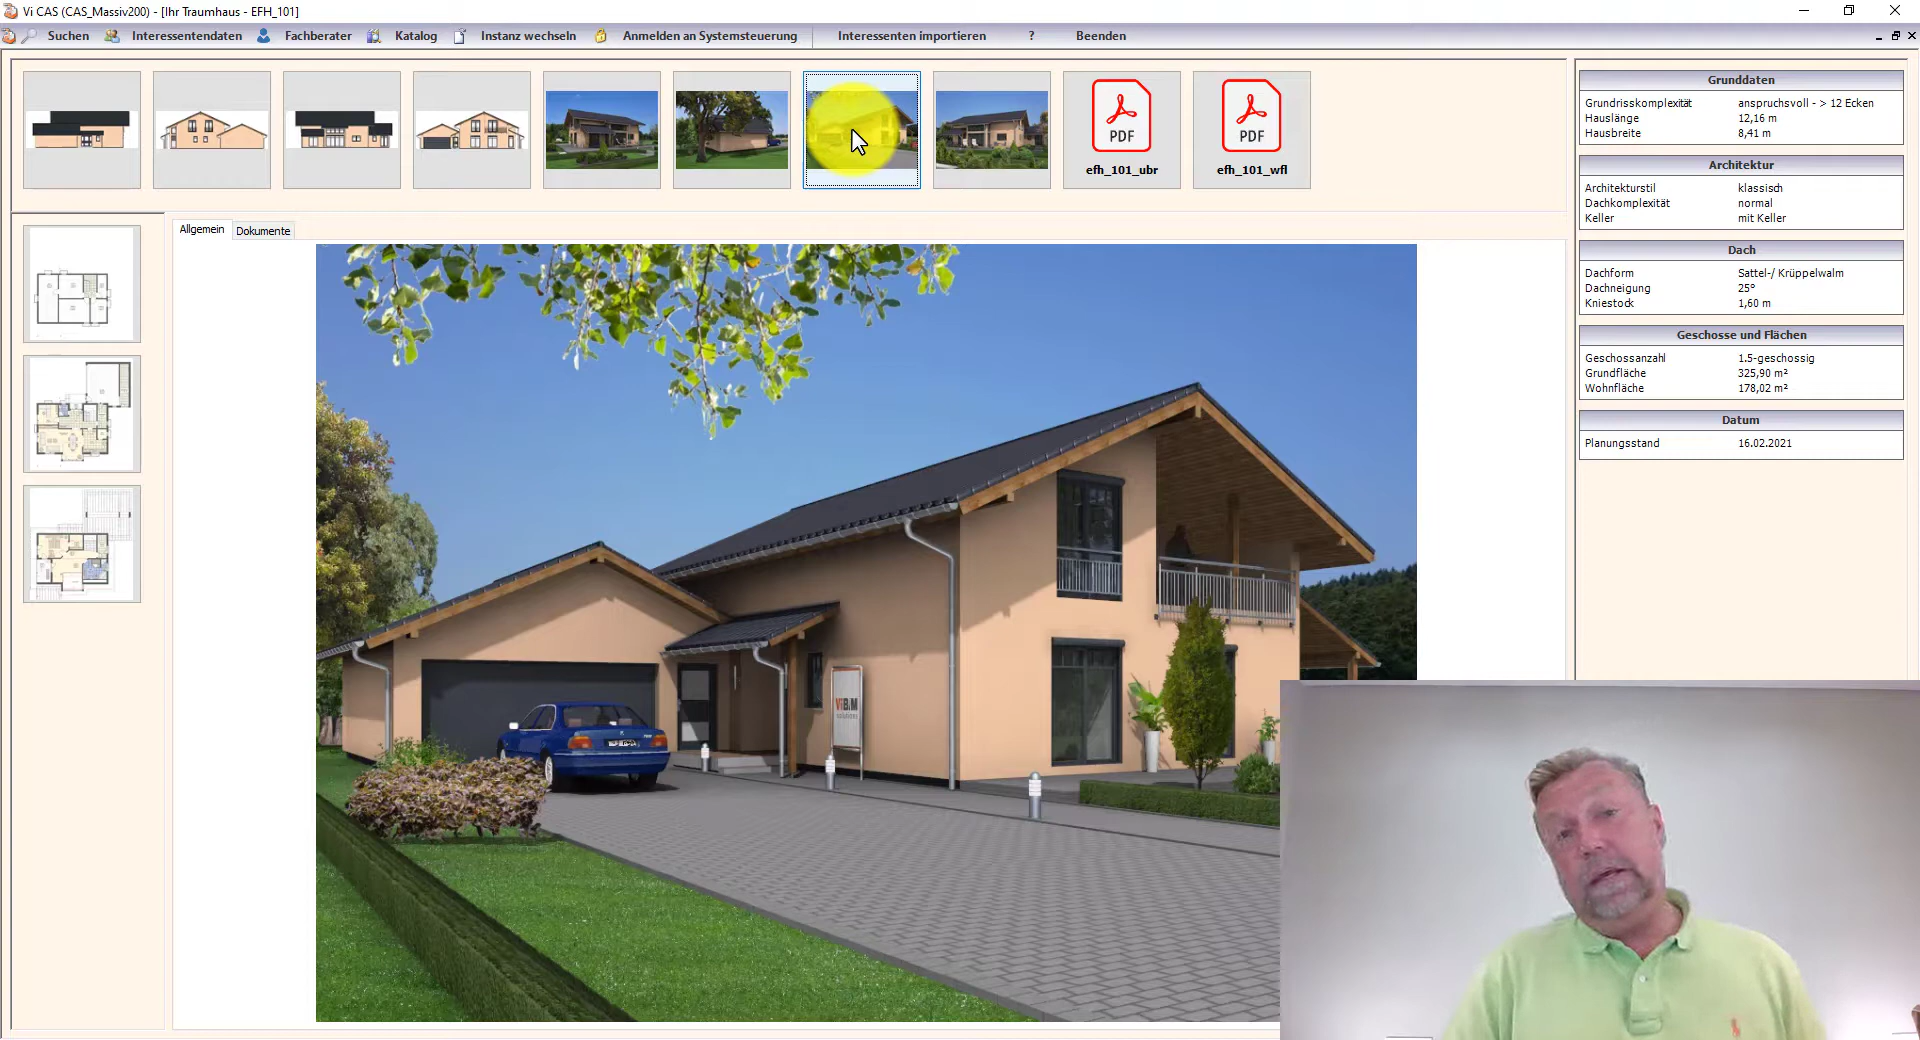 Vi CAS (CAS_Massiv200) - [Ihr Traumhaus - EFH_101]
Suchen Interessentendaten Fachberater Katalog Instanz wechseln Anmelden an Systemsteuerung Interessenten importieren ? Beenden
PDF
efh_101_ubr
PDF
efh_101_wfl
Allgemein Dokumente
ViBiM
solutions
Grunddaten
Grundrisskomplexität anspruchsvoll - > 12 Ecken
Hauslänge 12,16 m
Hausbreite 8,41 m
Architektur
Architekturstil klassisch
Dachkomplexität normal
Keller mit Keller
Dach
Dachform Sattel-/ Krüppelwalm
Dachneigung 25°
Kniestock 1,60 m
Geschosse und Flächen
Geschossanzahl 1.5-geschossig
Grundfläche 325,90 m²
Wohnfläche 178,02 m²
Datum
Planungsstand 16.02.2021